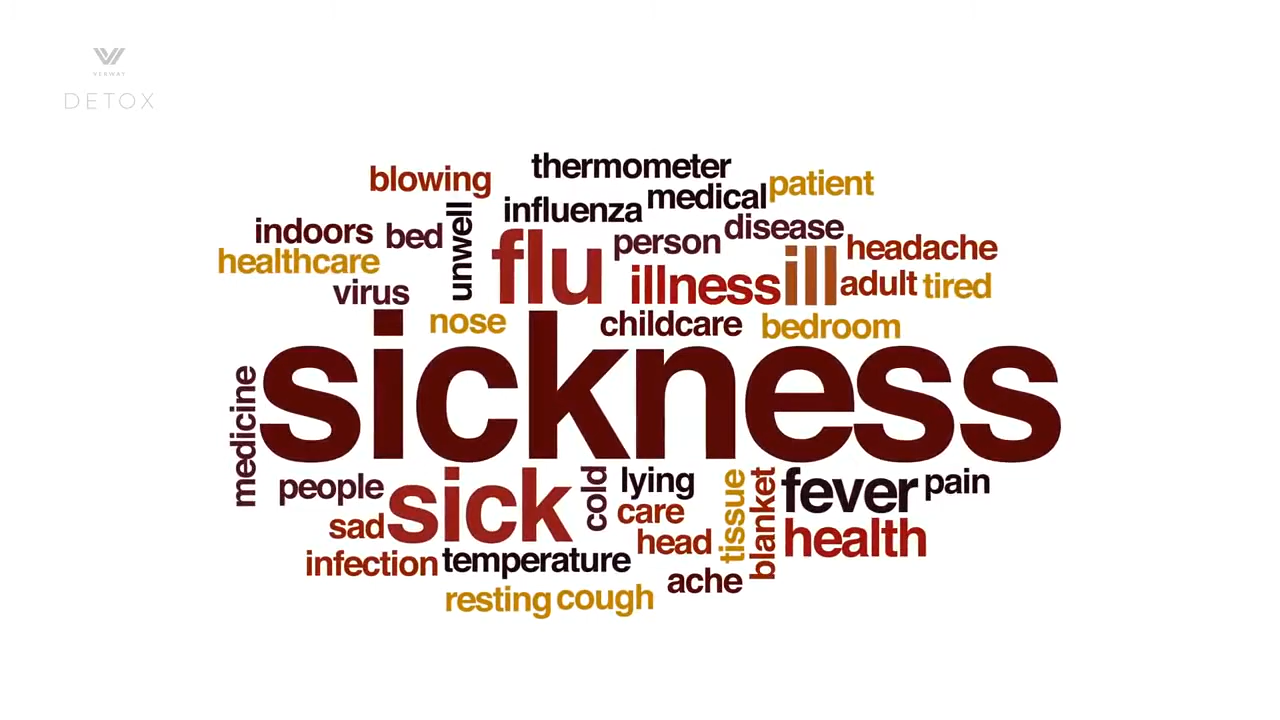 VERWAY
DETOX
thermometer
blowing
medical
patient
influenza
unwell
indoors
bed
disease
person
flu
headache
healthcare
illness
ill
adult
tired
virus
nose
childcare
bedroom
sickness
medicine
people
sick
cold
lying
tissue
blanket
fever
pain
care
sad
head
health
infection
temperature
ache
resting
cough